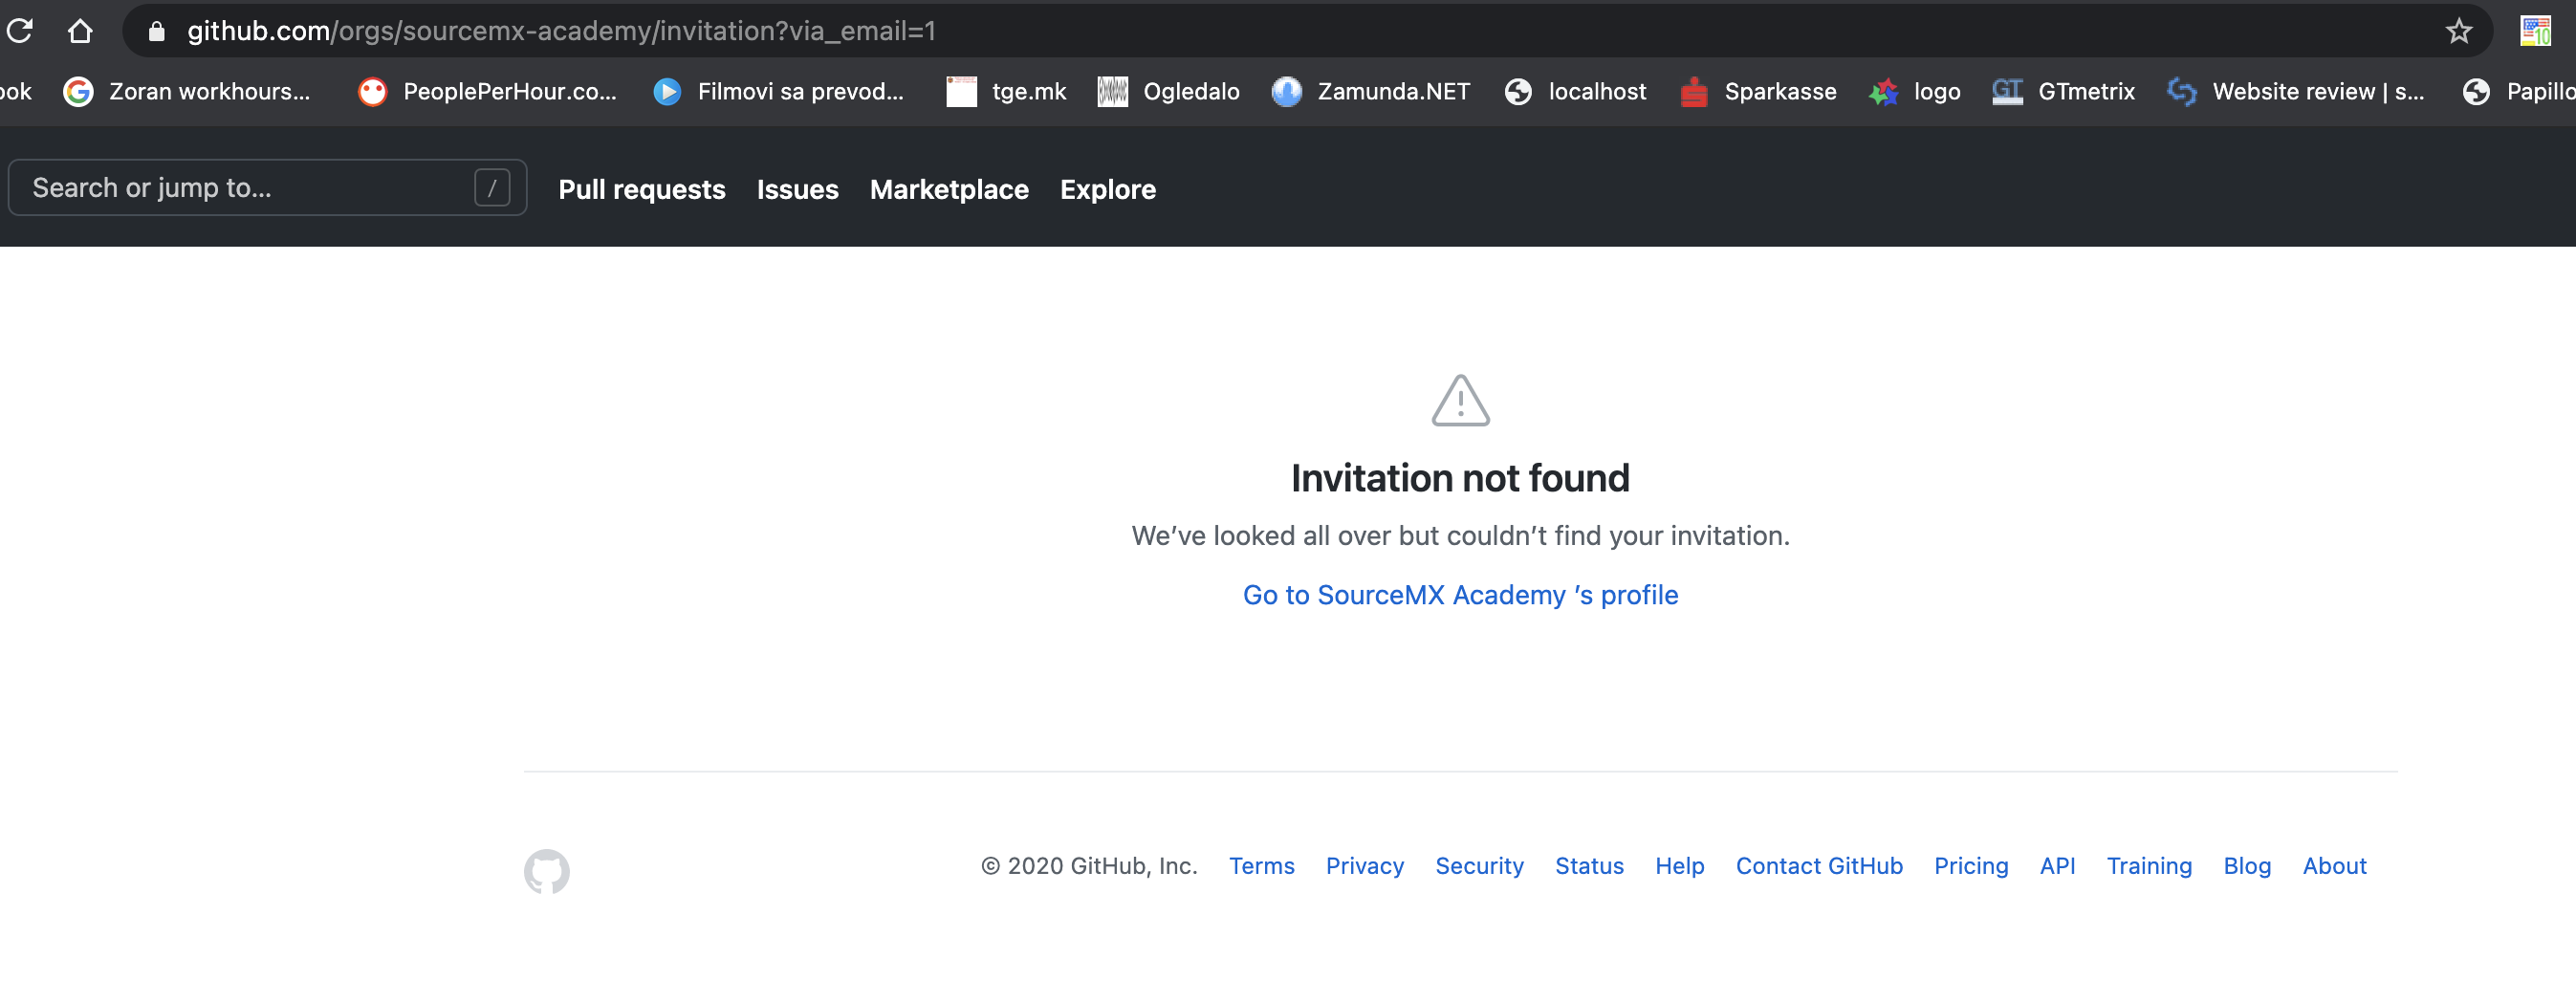 github.com/orgs/sourcemx-academy/invitation?via_email=1
ook Zoran workhours... PeoplePerHour.co... Filmovi sa prevod... tge.mk Ogledalo Zamunda.NET localhost Sparkasse logo GT GTmetrix Website review | s... Papillo
10
Search or jump to... / Pull requests Issues Marketplace Explore
Invitation not found
We’ve looked all over but couldn’t find your invitation.
Go to SourceMX Academy ’s profile
© 2020 GitHub, Inc. Terms Privacy Security Status Help Contact GitHub Pricing API Training Blog About